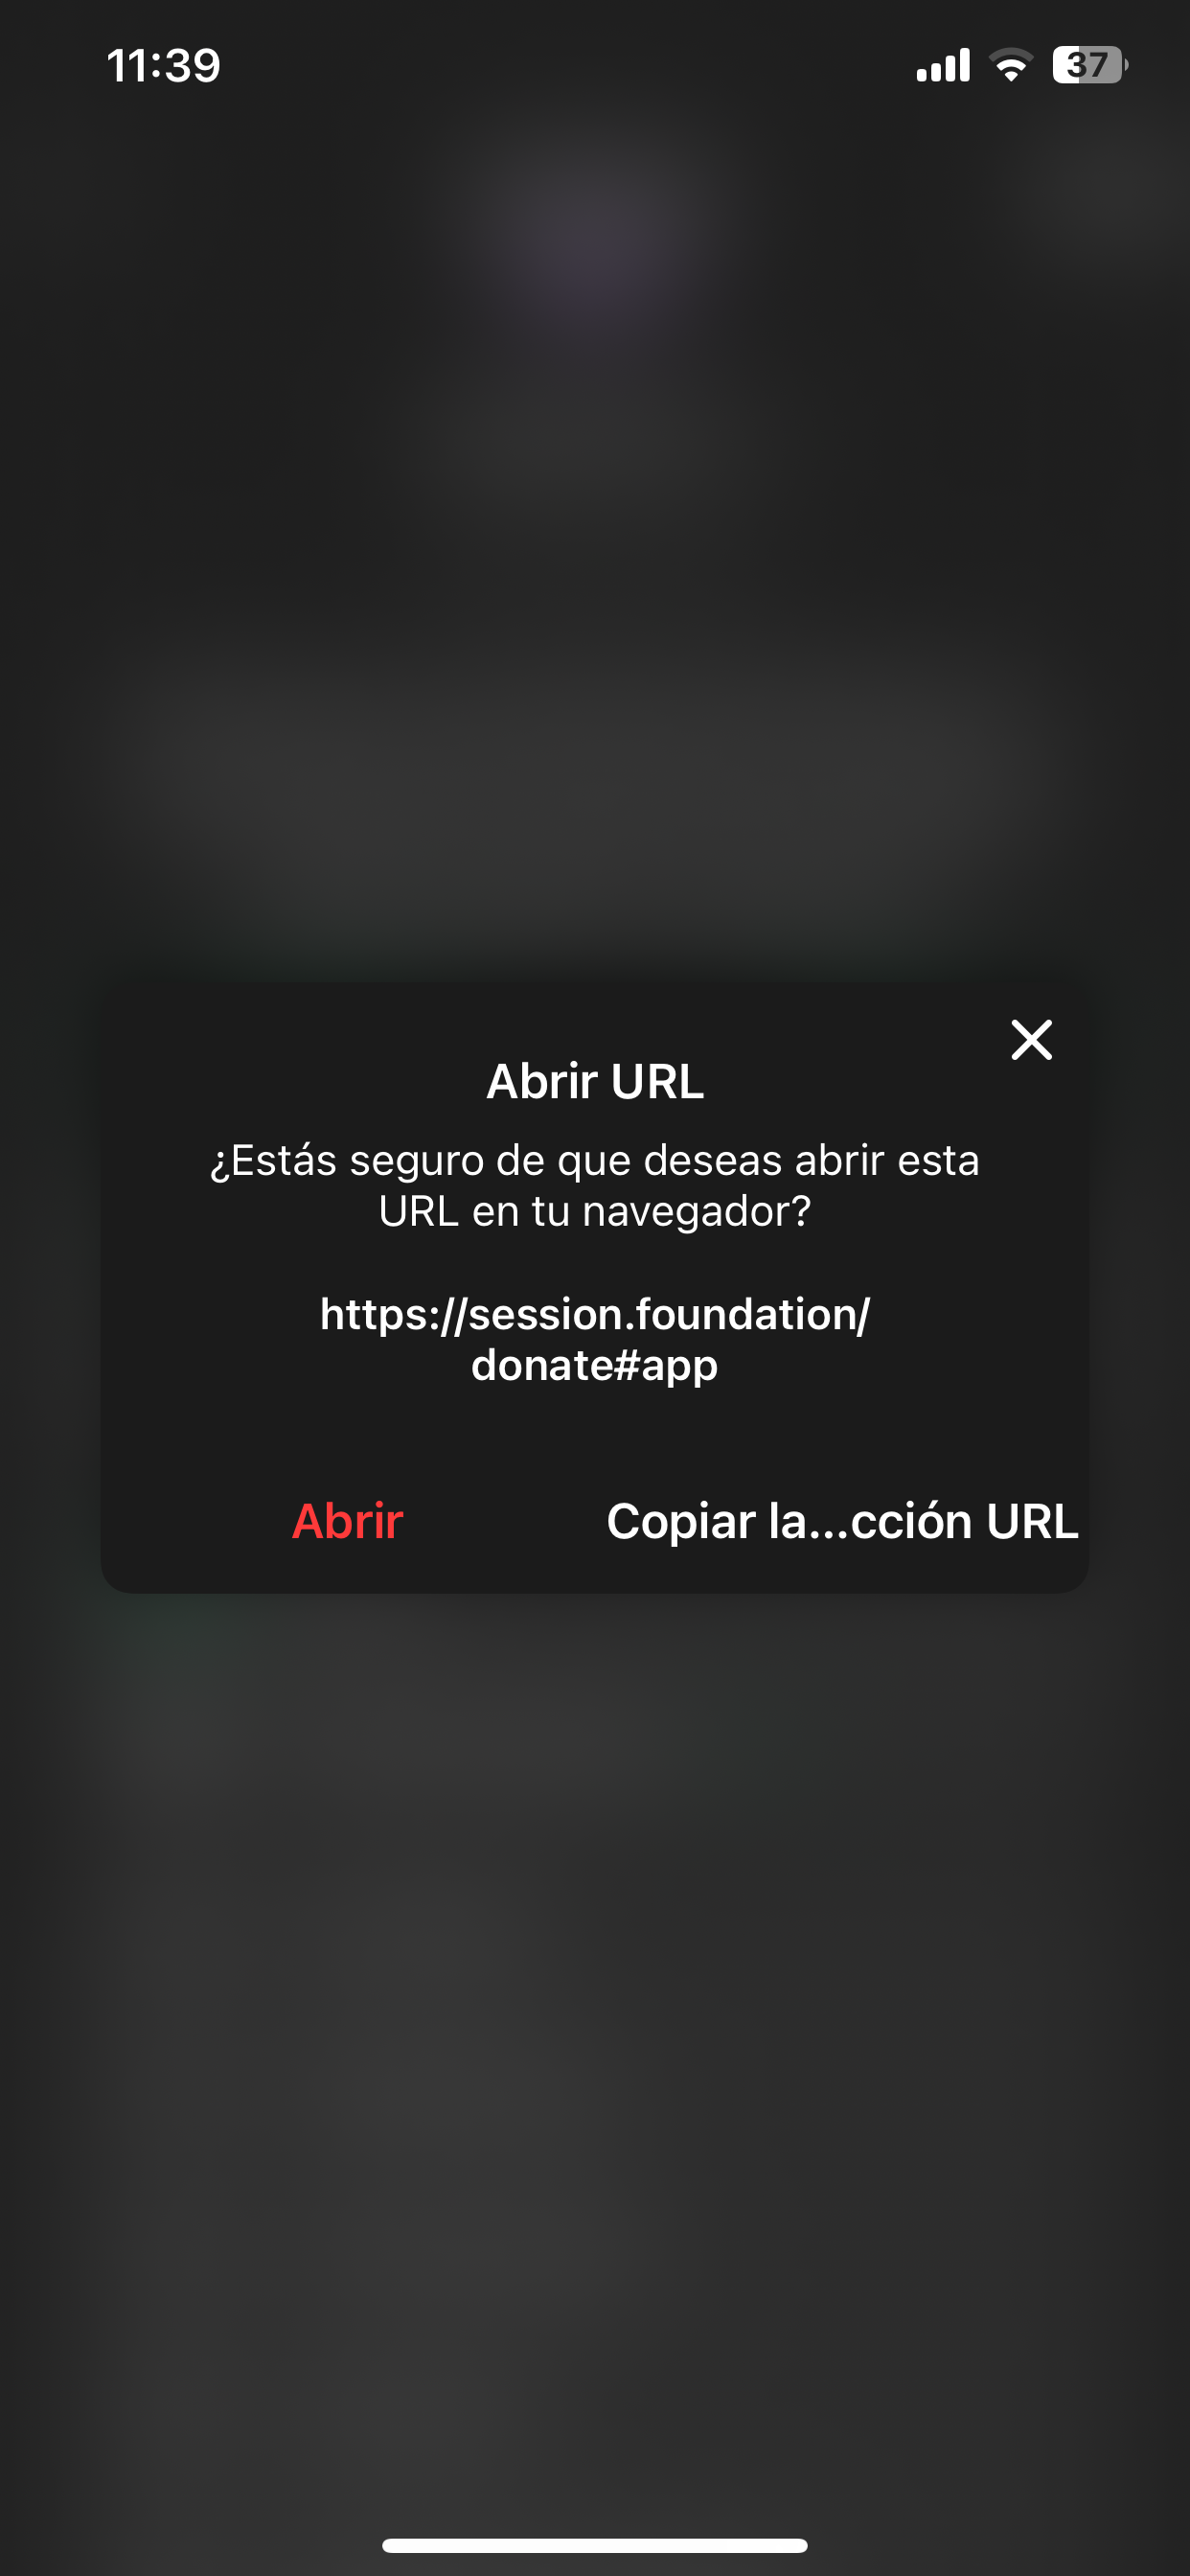 11:39
37
Abrir URL
¿Estás seguro de que deseas abrir esta
URL en tu navegador?
https://session.foundation/
donate#app
Abrir
Copiar la...cción URL